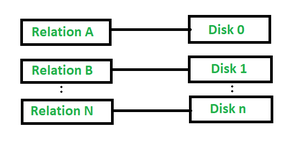 Relation A Disk 0
Relation B Disk 1
: :
Relation N Disk n